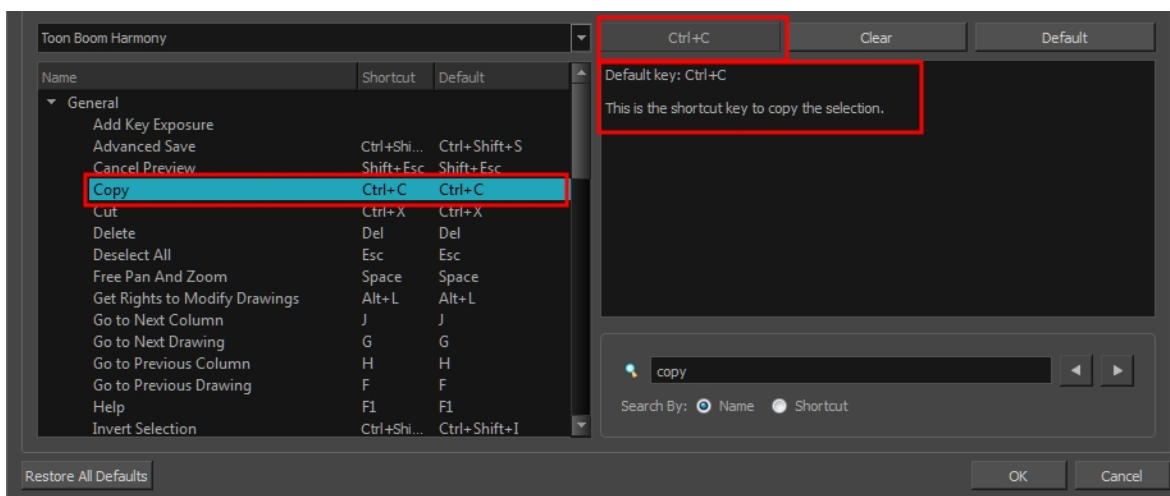 Toon Boom Harmony
Ctrl+C Clear Default
Name Shortcut Default
General
Add Key Exposure
Advanced Save Ctrl+Shi... Ctrl+Shift+S
Cancel Preview Shift+Esc Shift+Esc
Copy Ctrl+C Ctrl+C
Cut Ctrl+X Ctrl+X
Delete Del Del
Deselect All Esc Esc
Free Pan And Zoom Space Space
Get Rights to Modify Drawings Alt+L Alt+L
Go to Next Column J J
Go to Next Drawing G G
Go to Previous Column H H
Go to Previous Drawing F F
Help F1 F1
Invert Selection Ctrl+Shi... Ctrl+Shift+I
Default key: Ctrl+C
This is the shortcut key to copy the selection.
copy
Search By: Name Shortcut
Restore All Defaults
OK Cancel